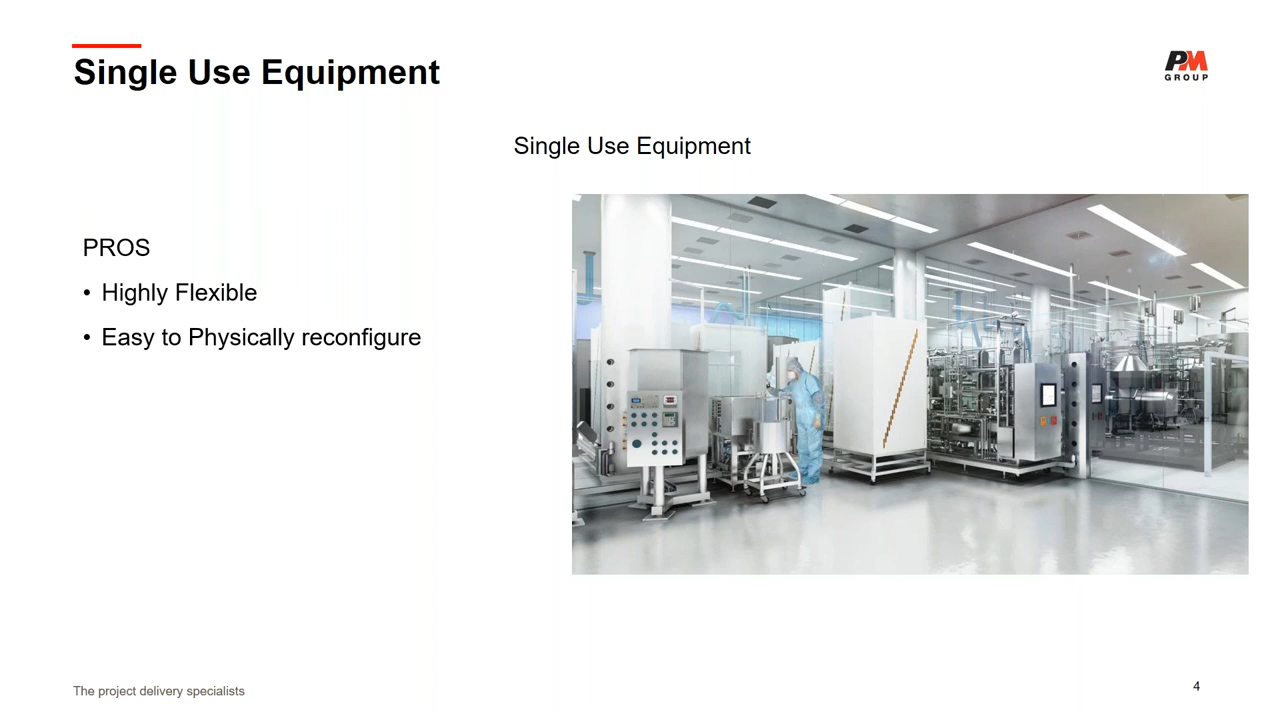 Single Use Equipment
PM
GROUP
Single Use Equipment
PROS
• Highly Flexible
• Easy to Physically reconfigure
The project delivery specialists
4